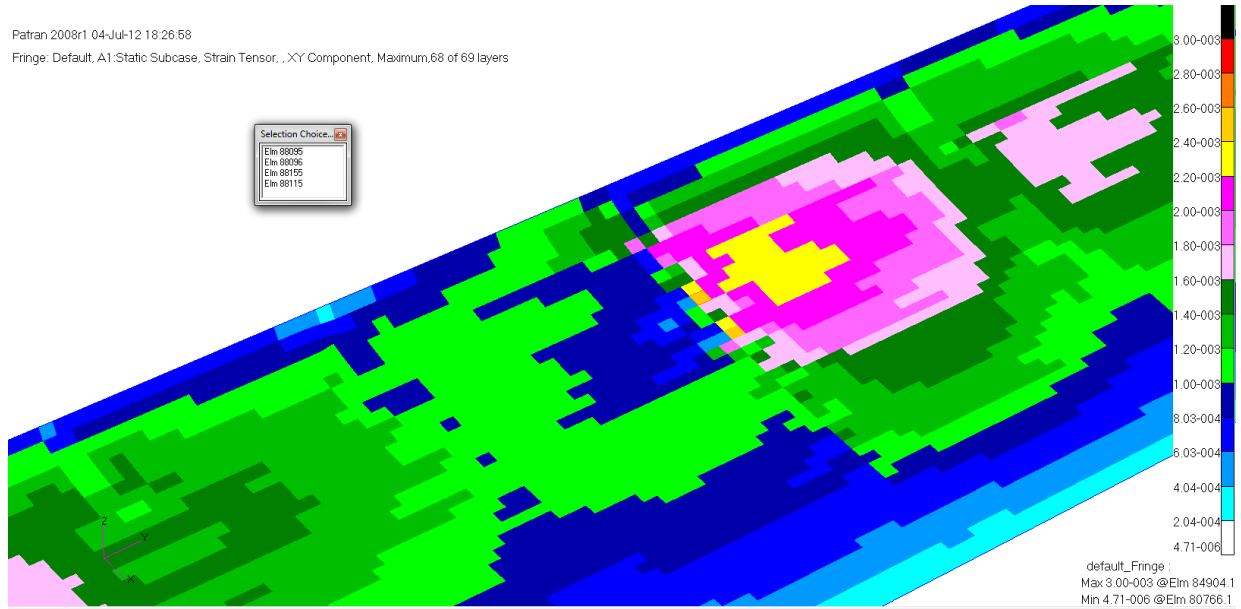 Patran 2008r1 04-Jul-12 18:26:58
Fringe: Default, A1:Static Subcase, Strain Tensor, , XY Component, Maximum,68 of 69 layers
Selection Choice...
Elm 88095
Elm 88096
Elm 88155
Elm 88115
3.00-003
2.80-003
2.60-003
2.40-003
2.20-003
2.00-003
1.80-003
1.60-003
1.40-003
1.20-003
1.00-003
8.03-004
6.03-004
4.04-004
2.04-004
4.71-006
Z
Y
X
default_Fringe :
Max 3.00-003 @Elm 84904.1
Min 4.71-006 @Elm 80766.1